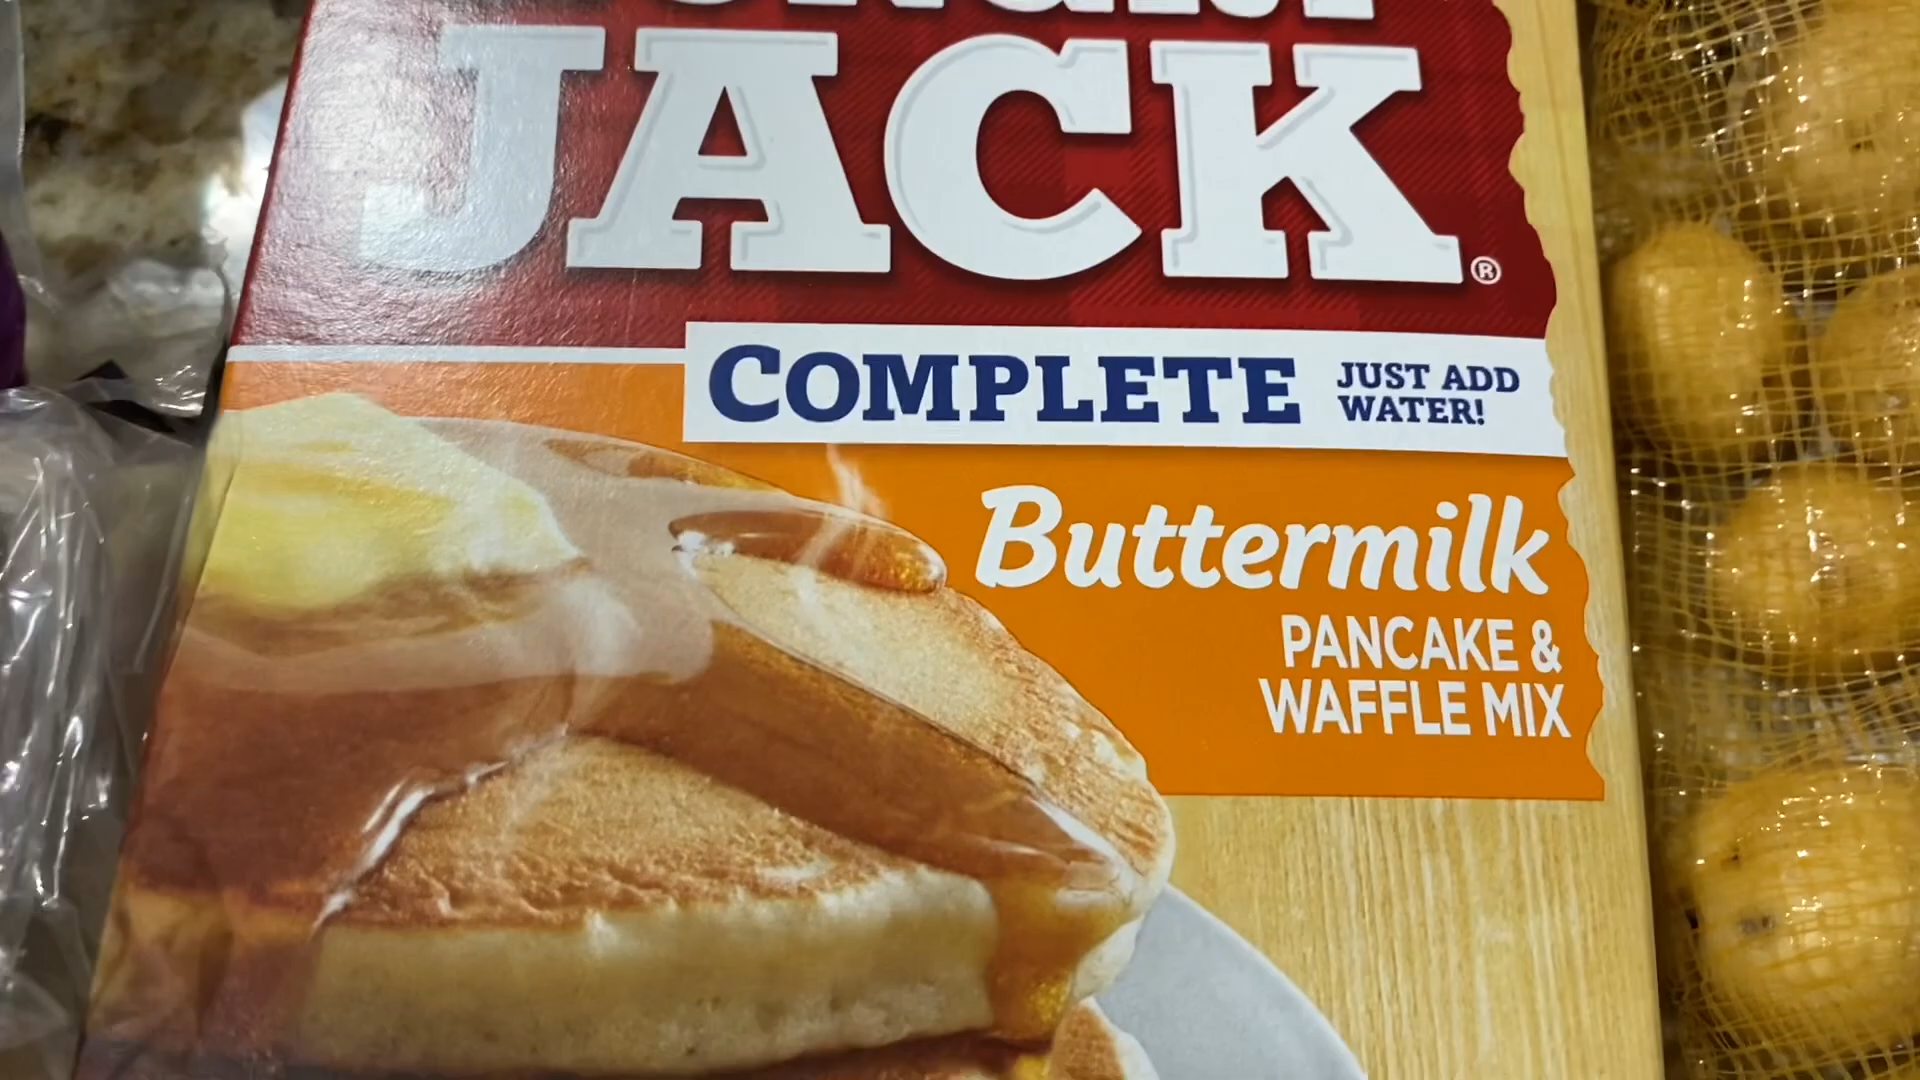 JACK®
COMPLETE
JUST ADD
WATER!
Buttermilk
PANCAKE &
WAFFLE MIX